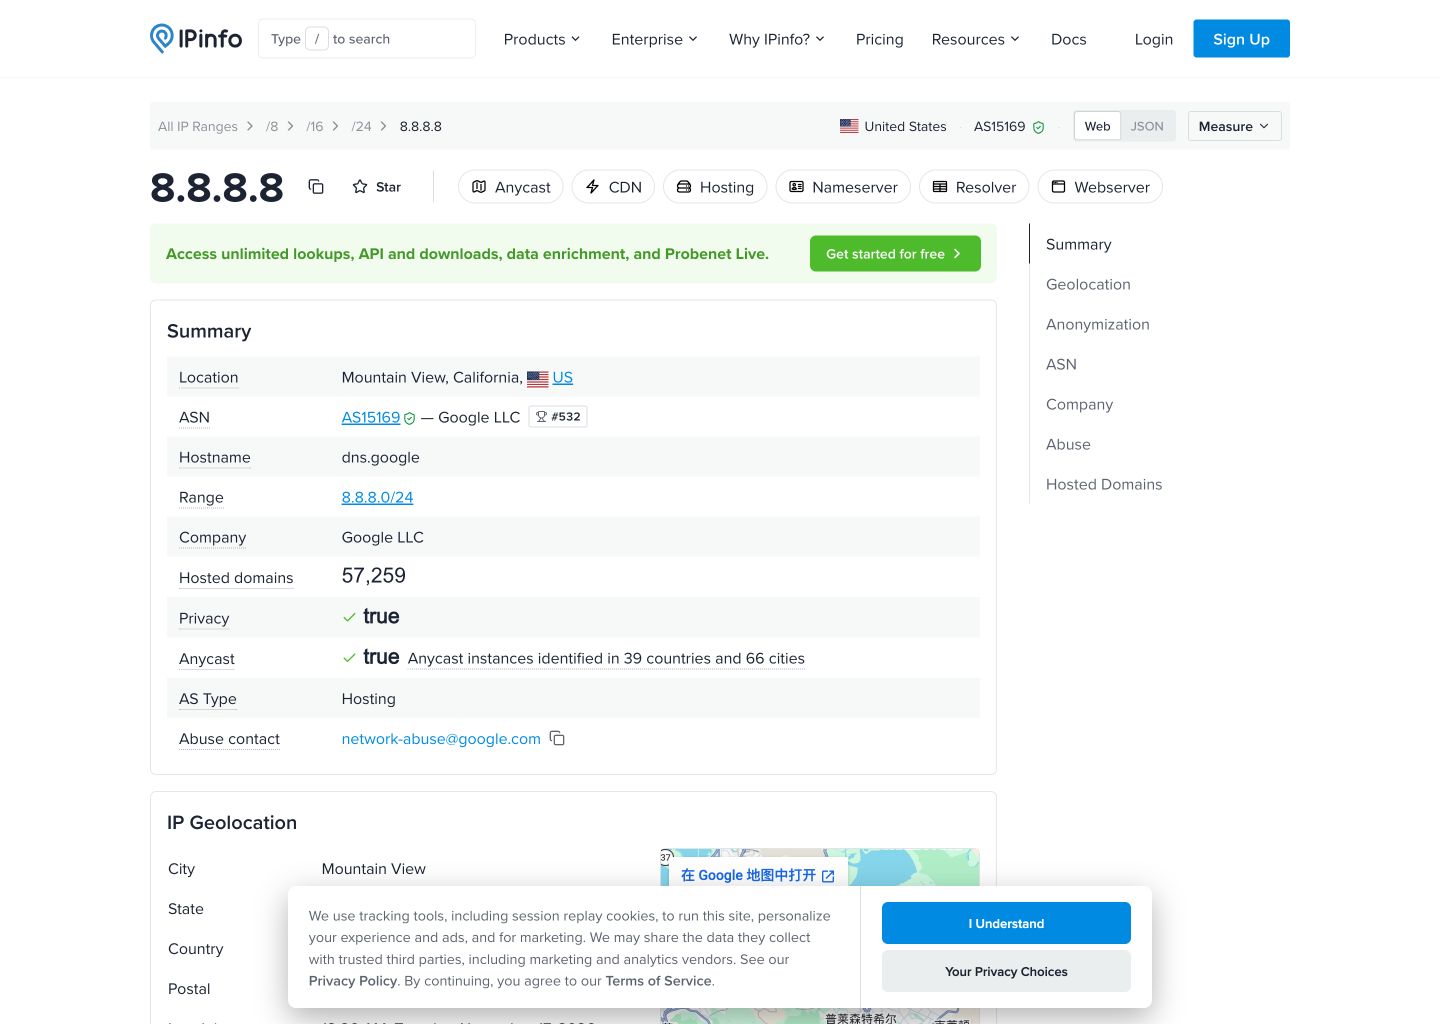 IPinfo
Type / to search
Products
Enterprise
Why IPinfo?
Pricing
Resources
Docs
Login
Sign Up
All IP Ranges > /8 > /16 > /24 > 8.8.8.8
United States · AS15169 · Web JSON Measure
8.8.8.8
Star
Anycast
CDN
Hosting
Nameserver
Resolver
Webserver
Access unlimited lookups, API and downloads, data enrichment, and Probenet Live.
Get started for free
Summary
Location Mountain View, California, US
ASN AS15169 — Google LLC #532
Hostname dns.google
Range 8.8.8.0/24
Company Google LLC
Hosted domains 57,259
Privacy true
Anycast true Anycast instances identified in 39 countries and 66 cities
AS Type Hosting
Abuse contact network-abuse@google.com
Summary
Geolocation
Anonymization
ASN
Company
Abuse
Hosted Domains
IP Geolocation
City Mountain View
State
Country
Postal
37
在 Google 地图中打开
普莱森特希尔
We use tracking tools, including session replay cookies, to run this site, personalize
your experience and ads, and for marketing. We may share the data they collect
with trusted third parties, including marketing and analytics vendors. See our
Privacy Policy. By continuing, you agree to our Terms of Service.
I Understand
Your Privacy Choices